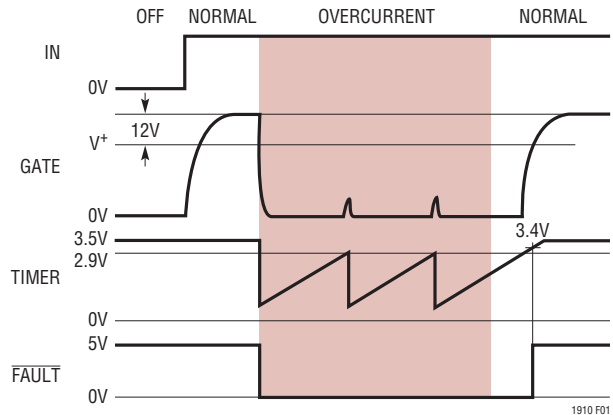 OFF NORMAL OVERCURRENT NORMAL
IN
0V
12V
V+
GATE
0V
3.5V
3.4V
2.9V
TIMER
0V
5V
FAULT
0V
1910 F01